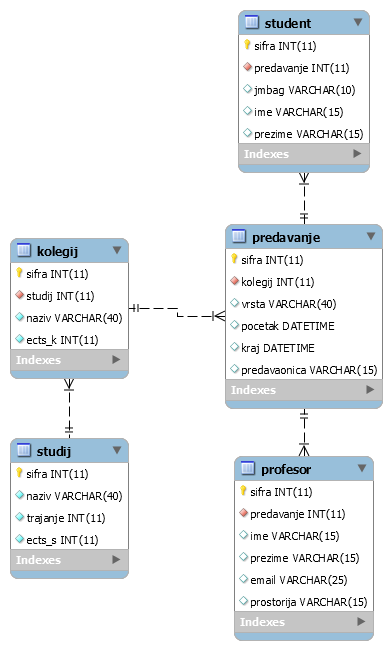 student
sifra INT(11)
predavanje INT(11)
jmbag VARCHAR(10)
ime VARCHAR(15)
prezime VARCHAR(15)
Indexes
kolegij
sifra INT(11)
studij INT(11)
naziv VARCHAR(40)
ects_k INT(11)
Indexes
predavanje
sifra INT(11)
kolegij INT(11)
vrsta VARCHAR(40)
pocetak DATETIME
kraj DATETIME
predavaonica VARCHAR(15)
Indexes
studij
sifra INT(11)
naziv VARCHAR(40)
trajanje INT(11)
ects_s INT(11)
Indexes
profesor
sifra INT(11)
predavanje INT(11)
ime VARCHAR(15)
prezime VARCHAR(15)
email VARCHAR(25)
prostorija VARCHAR(15)
Indexes